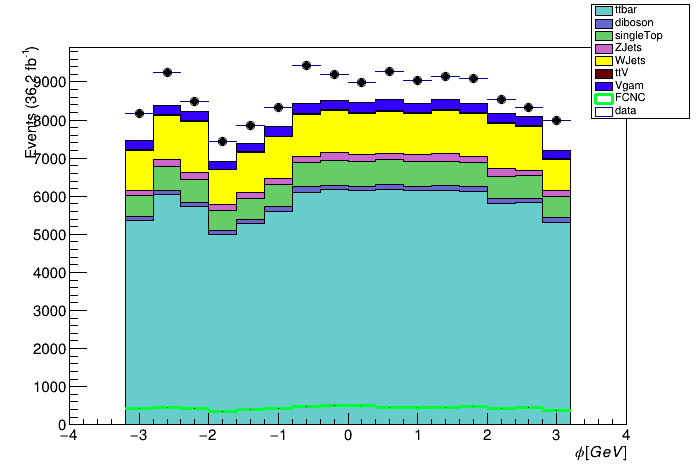 ttbar
diboson
singleTop
ZJets
WJets
ttV
Vgam
FCNC
data
Events (36.2 fb⁻¹)
9000
8000
7000
6000
5000
4000
3000
2000
1000
0
−4 −3 −2 −1 0 1 2 3 4
ϕ[GeV]